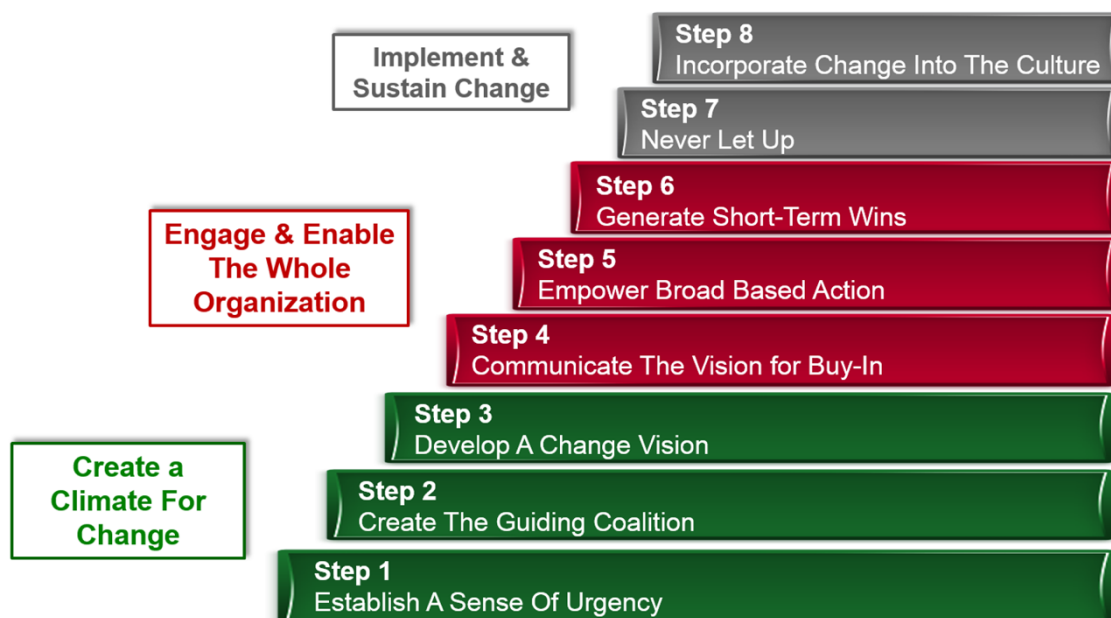 Implement &
Sustain Change
Step 8
Incorporate Change Into The Culture
Step 7
Never Let Up
Engage & Enable
The Whole
Organization
Step 6
Generate Short-Term Wins
Step 5
Empower Broad Based Action
Step 4
Communicate The Vision for Buy-In
Create a
Climate For
Change
Step 3
Develop A Change Vision
Step 2
Create The Guiding Coalition
Step 1
Establish A Sense Of Urgency